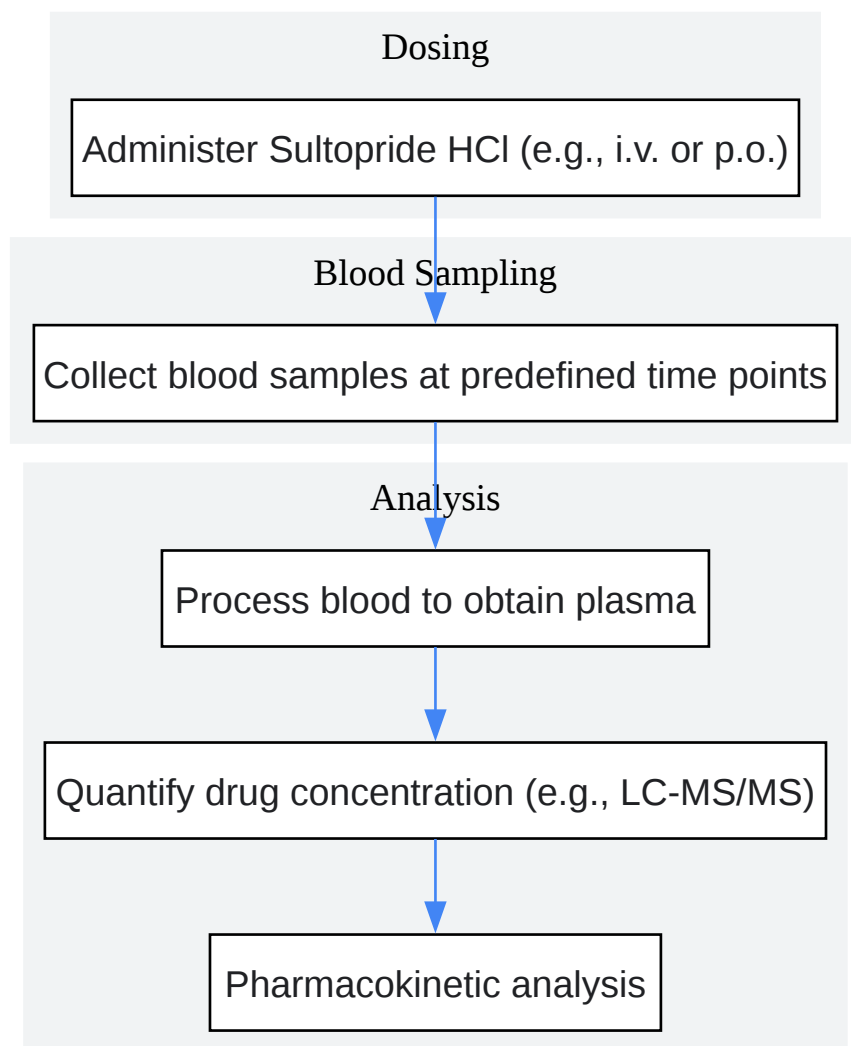 Dosing
Administer Sultopride HCl (e.g., i.v. or p.o.)
Blood Sampling
Collect blood samples at predefined time points
Analysis
Process blood to obtain plasma
Quantify drug concentration (e.g., LC-MS/MS)
Pharmacokinetic analysis